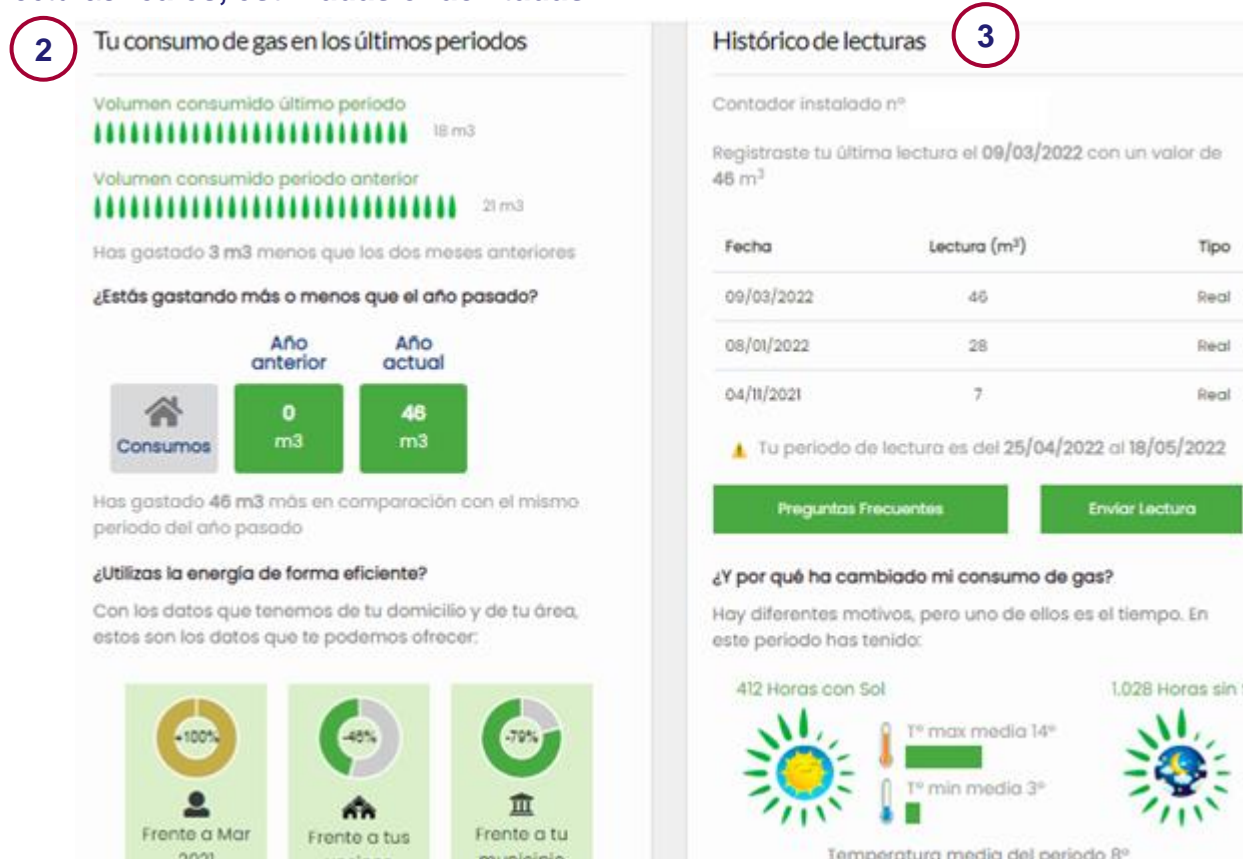 2
Tu consumo de gas en los últimos periodos
Volumen consumido último periodo
18 m3
Volumen consumido periodo anterior
21 m3
Has gastado 3 m3 menos que los dos meses anteriores
¿Estás gastando más o menos que el año pasado?
Año anterior
Año actual
Consumos
0 m3
46 m3
Has gastado 46 m3 más en comparación con el mismo
periodo del año pasado
¿Utilizas la energía de forma eficiente?
Con los datos que tenemos de tu domicilio y de tu área,
estos son los datos que te podemos ofrecer:
+100%
-46%
-79%
Frente a Mar
2021
Frente a tus
Frente a tu
municipio
3
Histórico de lecturas
Contador instalado nº
Registraste tu última lectura el 09/03/2022 con un valor de
46 m³
Fecha Lectura (m³) Tipo
09/03/2022 46 Real
08/01/2022 28 Real
04/11/2021 7 Real
Tu periodo de lectura es del 25/04/2022 al 18/05/2022
Preguntas Frecuentes
Enviar Lectura
¿Y por qué ha cambiado mi consumo de gas?
Hay diferentes motivos, pero uno de ellos es el tiempo. En
este periodo has tenido:
412 Horas con Sol
1.028 Horas sin
Tº max media 14º
Tº min media 3º
Temperatura media del periodo 8º